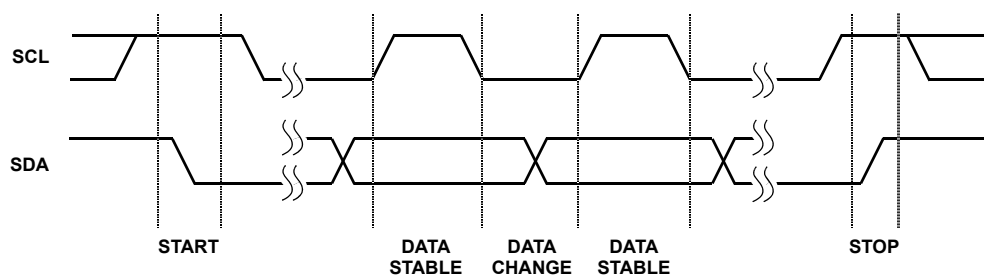 SCL
SDA
START
DATA
STABLE
DATA
CHANGE
DATA
STABLE
STOP